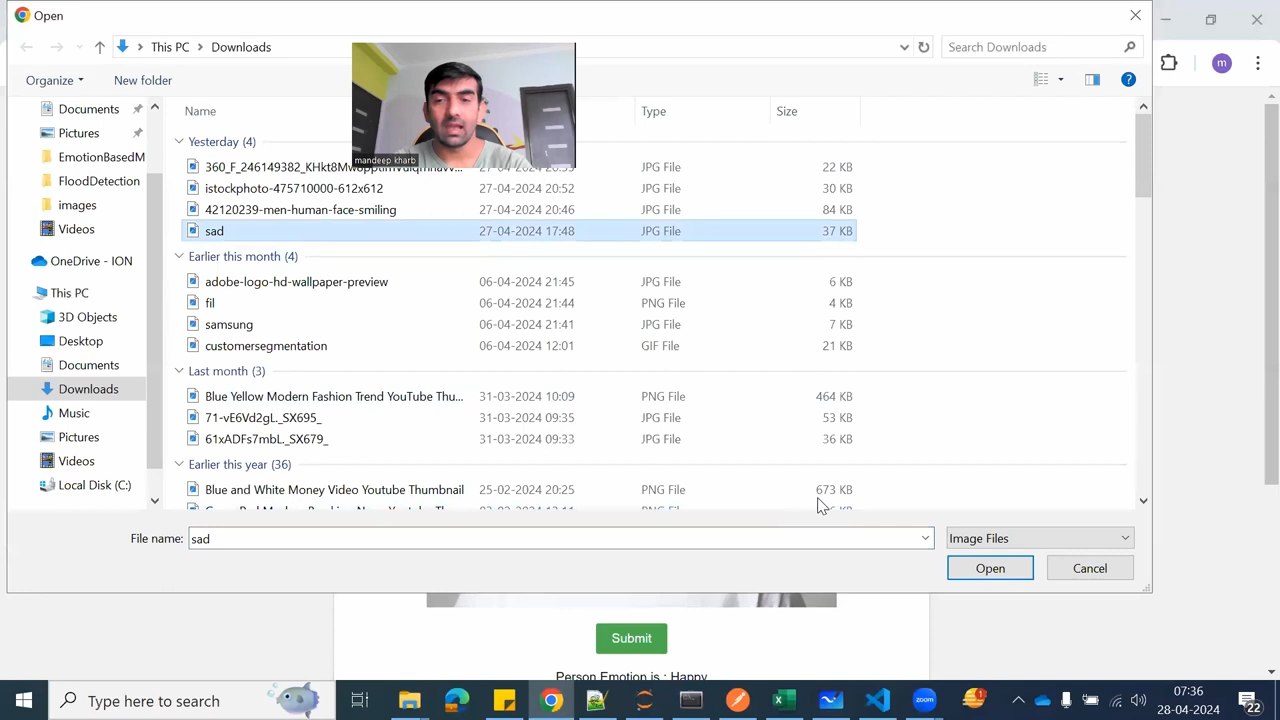 Open
This PC
Downloads
Search Downloads
Organize
New folder
mandeep kharb
Name
Type
Size
Documents
Pictures
EmotionBasedM
FloodDetection
images
Videos
OneDrive - ION
This PC
3D Objects
Desktop
Documents
Downloads
Music
Pictures
Videos
Local Disk (C:)
Yesterday (4)
JPG File 22 KB
istockphoto-475710000-612x612 27-04-2024 20:52 JPG File 30 KB
42120239-men-human-face-smiling 27-04-2024 20:46 JPG File 84 KB
sad 27-04-2024 17:48 JPG File 37 KB
Earlier this month (4)
adobe-logo-hd-wallpaper-preview 06-04-2024 21:45 JPG File 6 KB
fil 06-04-2024 21:44 PNG File 4 KB
samsung 06-04-2024 21:41 JPG File 7 KB
customersegmentation 06-04-2024 12:01 GIF File 21 KB
Last month (3)
Blue Yellow Modern Fashion Trend YouTube Thu... 31-03-2024 10:09 PNG File 464 KB
71-vE6Vd2gL._SX695_ 31-03-2024 09:35 JPG File 53 KB
61xADFs7mbL._SX679_ 31-03-2024 09:33 JPG File 36 KB
Earlier this year (36)
Blue and White Money Video Youtube Thumbnail 25-02-2024 20:25 PNG File 673 KB
File name: sad
Image Files
Open
Cancel
m
Submit
Person Emotion is : Happy
Type here to search
zoom
1
07:36
28-04-2024
22